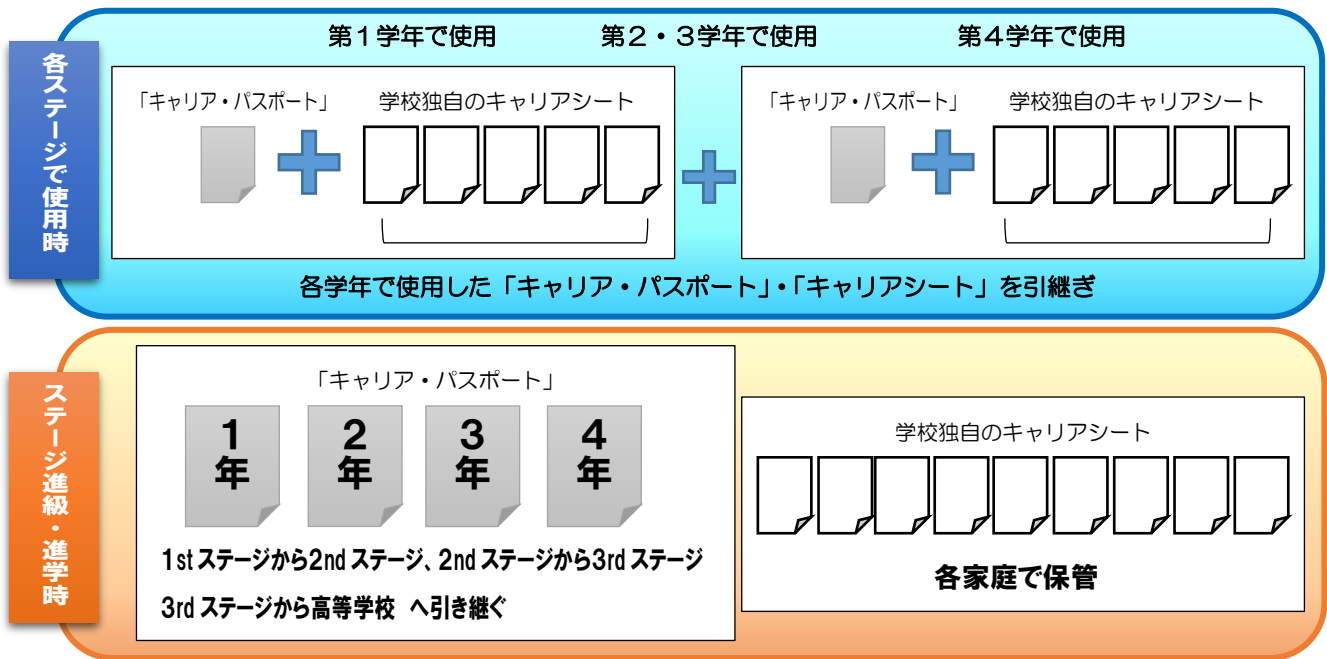 各ステージで使用時
第1学年で使用
第2・3学年で使用
第4学年で使用
「キャリア・パスポート」
学校独自のキャリアシート
「キャリア・パスポート」
学校独自のキャリアシート
各学年で使用した「キャリア・パスポート」・「キャリアシート」を引継ぎ
ステージ進級・進学時
「キャリア・パスポート」
1年
2年
3年
4年
1st ステージから2nd ステージ、2nd ステージから3rd ステージ
3rd ステージから高等学校 へ引き継ぐ
学校独自のキャリアシート
各家庭で保管